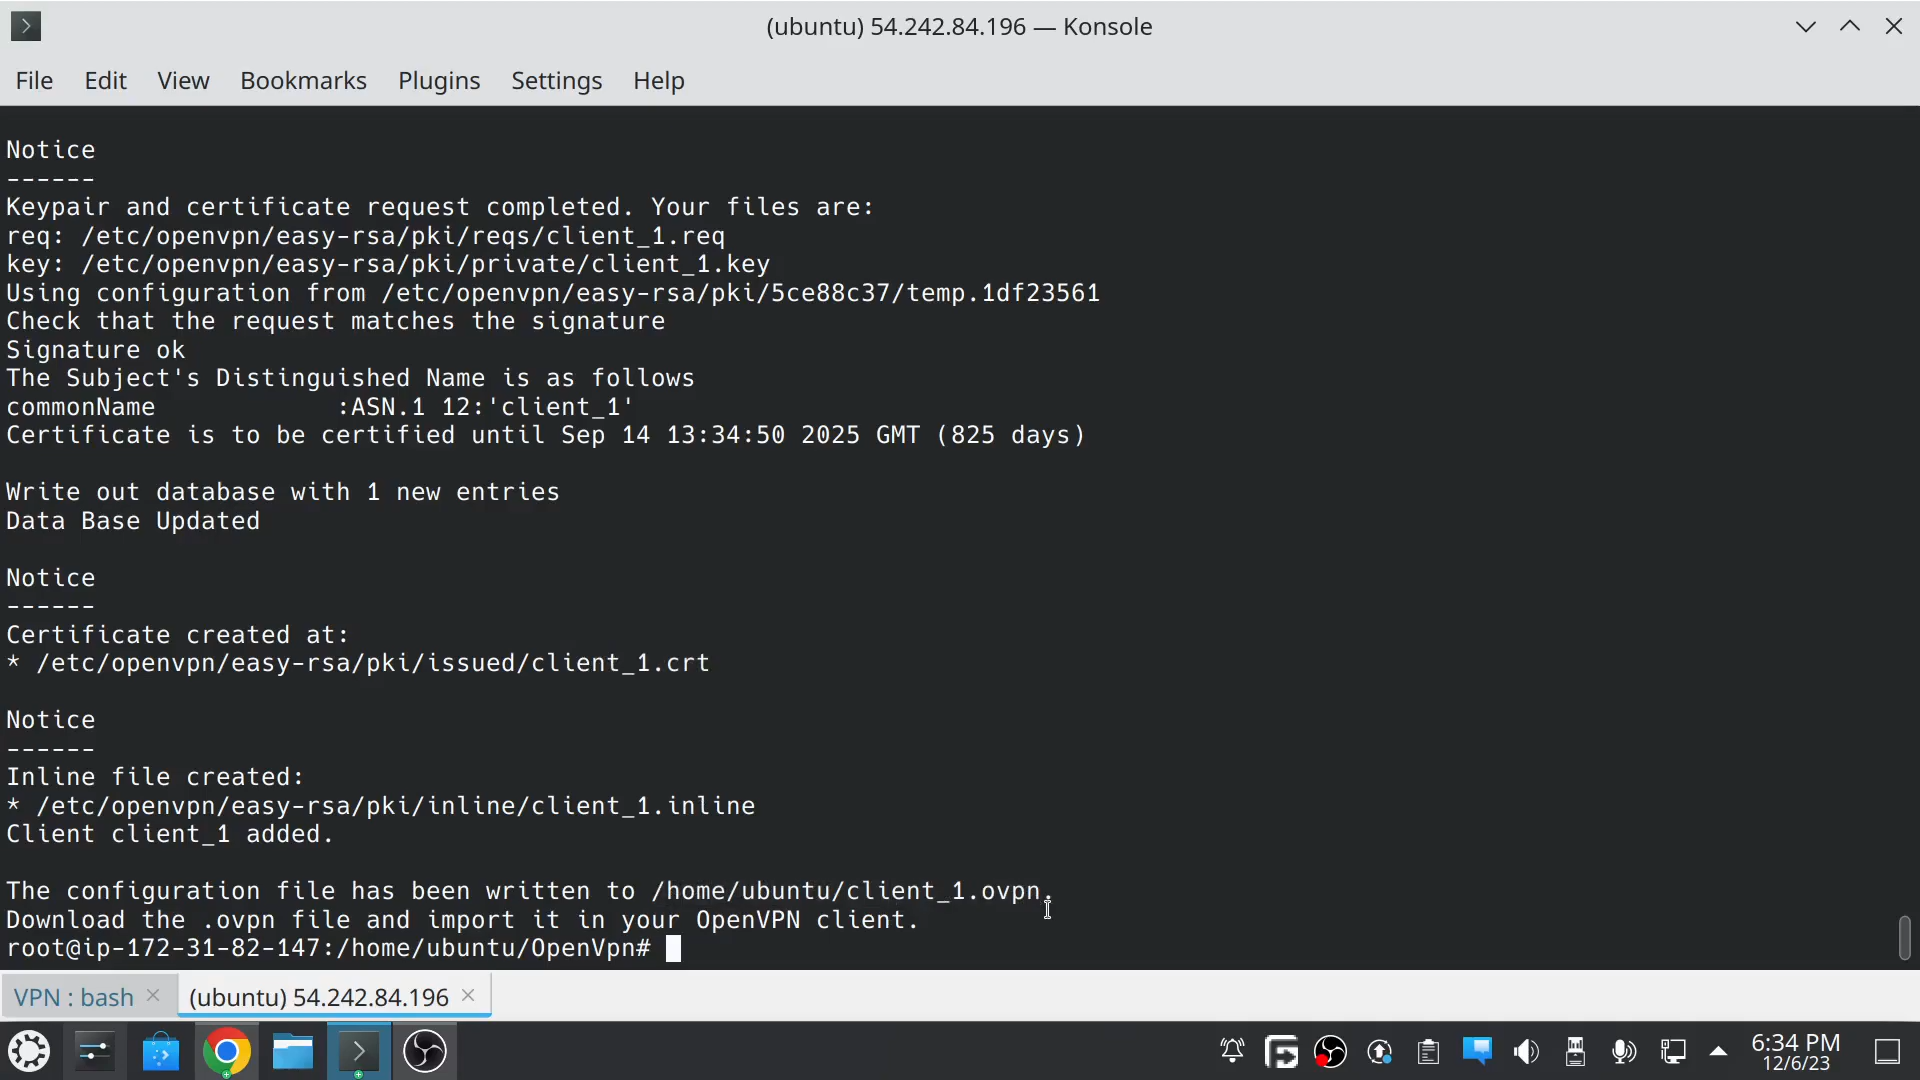 (ubuntu) 54.242.84.196 — Konsole
File Edit View Bookmarks Plugins Settings Help
Notice
------
Keypair and certificate request completed. Your files are:
req: /etc/openvpn/easy-rsa/pki/reqs/client_1.req
key: /etc/openvpn/easy-rsa/pki/private/client_1.key
Using configuration from /etc/openvpn/easy-rsa/pki/5ce88c37/temp.1df23561
Check that the request matches the signature
Signature ok
The Subject's Distinguished Name is as follows
commonName            :ASN.1 12:'client_1'
Certificate is to be certified until Sep 14 13:34:50 2025 GMT (825 days)
Write out database with 1 new entries
Data Base Updated
Notice
------
Certificate created at:
* /etc/openvpn/easy-rsa/pki/issued/client_1.crt
Notice
------
Inline file created:
* /etc/openvpn/easy-rsa/pki/inline/client_1.inline
Client client_1 added.
The configuration file has been written to /home/ubuntu/client_1.ovpn.
Download the .ovpn file and import it in your OpenVPN client.
root@ip-172-31-82-147:/home/ubuntu/OpenVpn#
VPN : bash (ubuntu) 54.242.84.196
6:34 PM
12/6/23